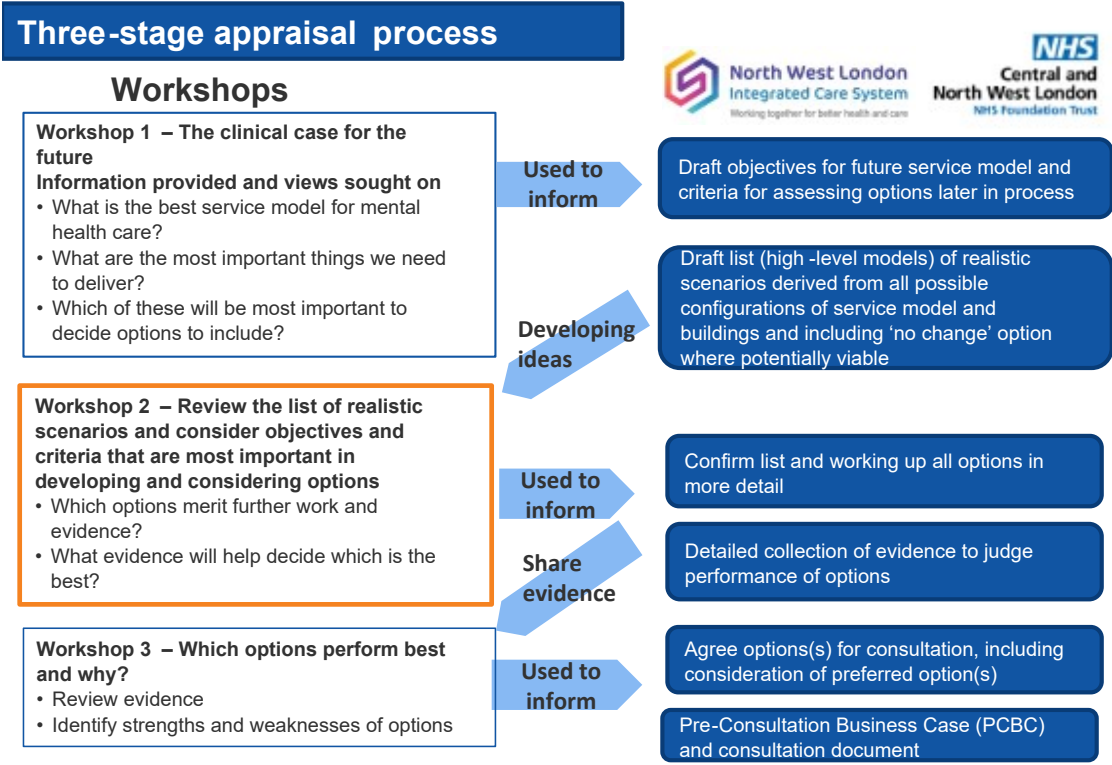 Three-stage appraisal process
North West London
Integrated Care System
Working together for better health and care
NHS
Central and
North West London
NHS Foundation Trust
Workshops
Workshop 1 – The clinical case for the
future
Information provided and views sought on
• What is the best service model for mental
health care?
• What are the most important things we need
to deliver?
• Which of these will be most important to
decide options to include?
Used to
inform
Draft objectives for future service model and
criteria for assessing options later in process
Developing
ideas
Draft list (high -level models) of realistic
scenarios derived from all possible
configurations of service model and
buildings and including ‘no change’ option
where potentially viable
Workshop 2 – Review the list of realistic
scenarios and consider objectives and
criteria that are most important in
developing and considering options
• Which options merit further work and
evidence?
• What evidence will help decide which is the
best?
Used to
inform
Confirm list and working up all options in
more detail
Share
evidence
Detailed collection of evidence to judge
performance of options
Workshop 3 – Which options perform best
and why?
• Review evidence
• Identify strengths and weaknesses of options
Used to
inform
Agree options(s) for consultation, including
consideration of preferred option(s)
Pre-Consultation Business Case (PCBC)
and consultation document